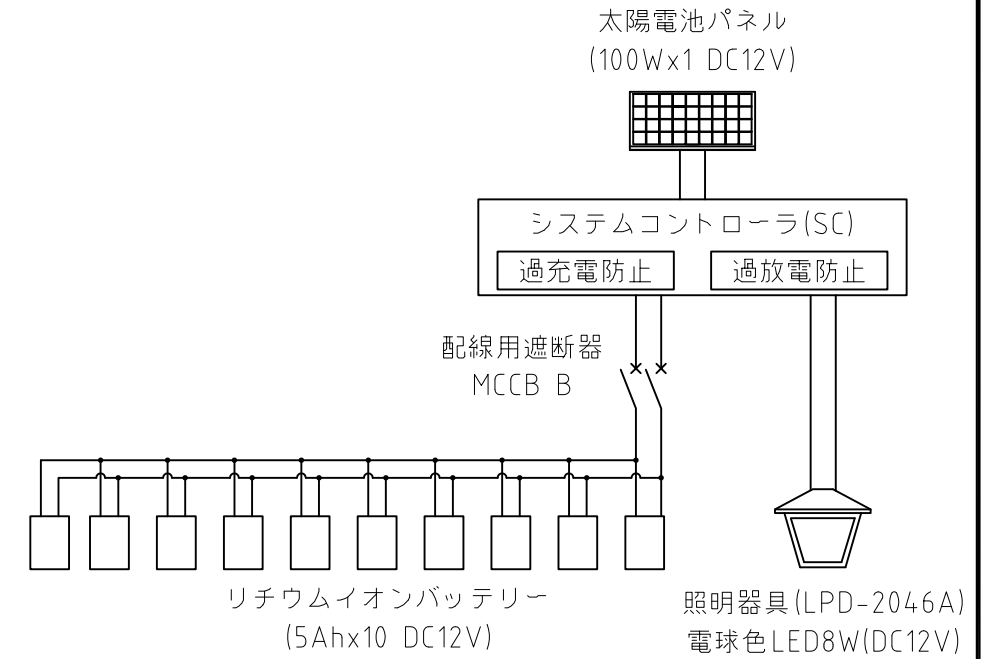 太陽電池パネル
(100Wx1 DC12V)
システムコントローラ(SC)
過充電防止
過放電防止
配線用遮断器
MCCB B
リチウムイオンバッテリー
(5Ahx10 DC12V)
照明器具(LPD-2046A)
電球色LED8W(DC12V)